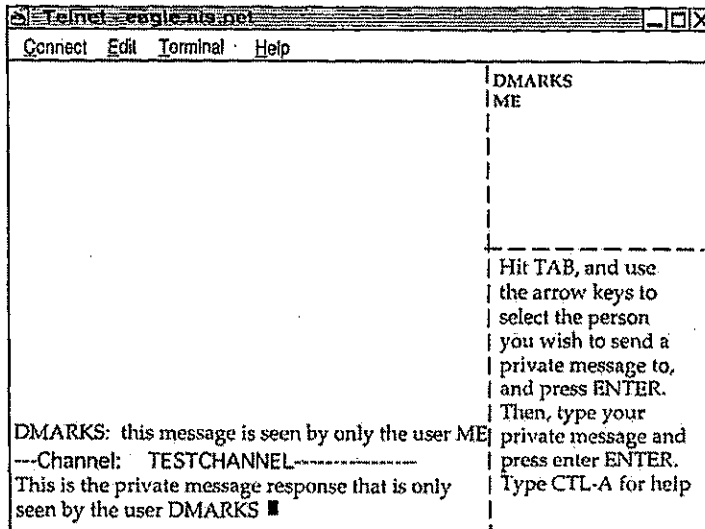 Telnet - eagle.ais.net
Connect Edit Terminal Help
DMARKS
ME
Hit TAB, and use
the arrow keys to
select the person
you wish to send a
private message to,
and press ENTER.
Then, type your
private message and
press enter ENTER.
Type CTL-A for help
DMARKS: this message is seen by only the user ME
---Channel: TESTCHANNEL---------------
This is the private message response that is only
seen by the user DMARKS